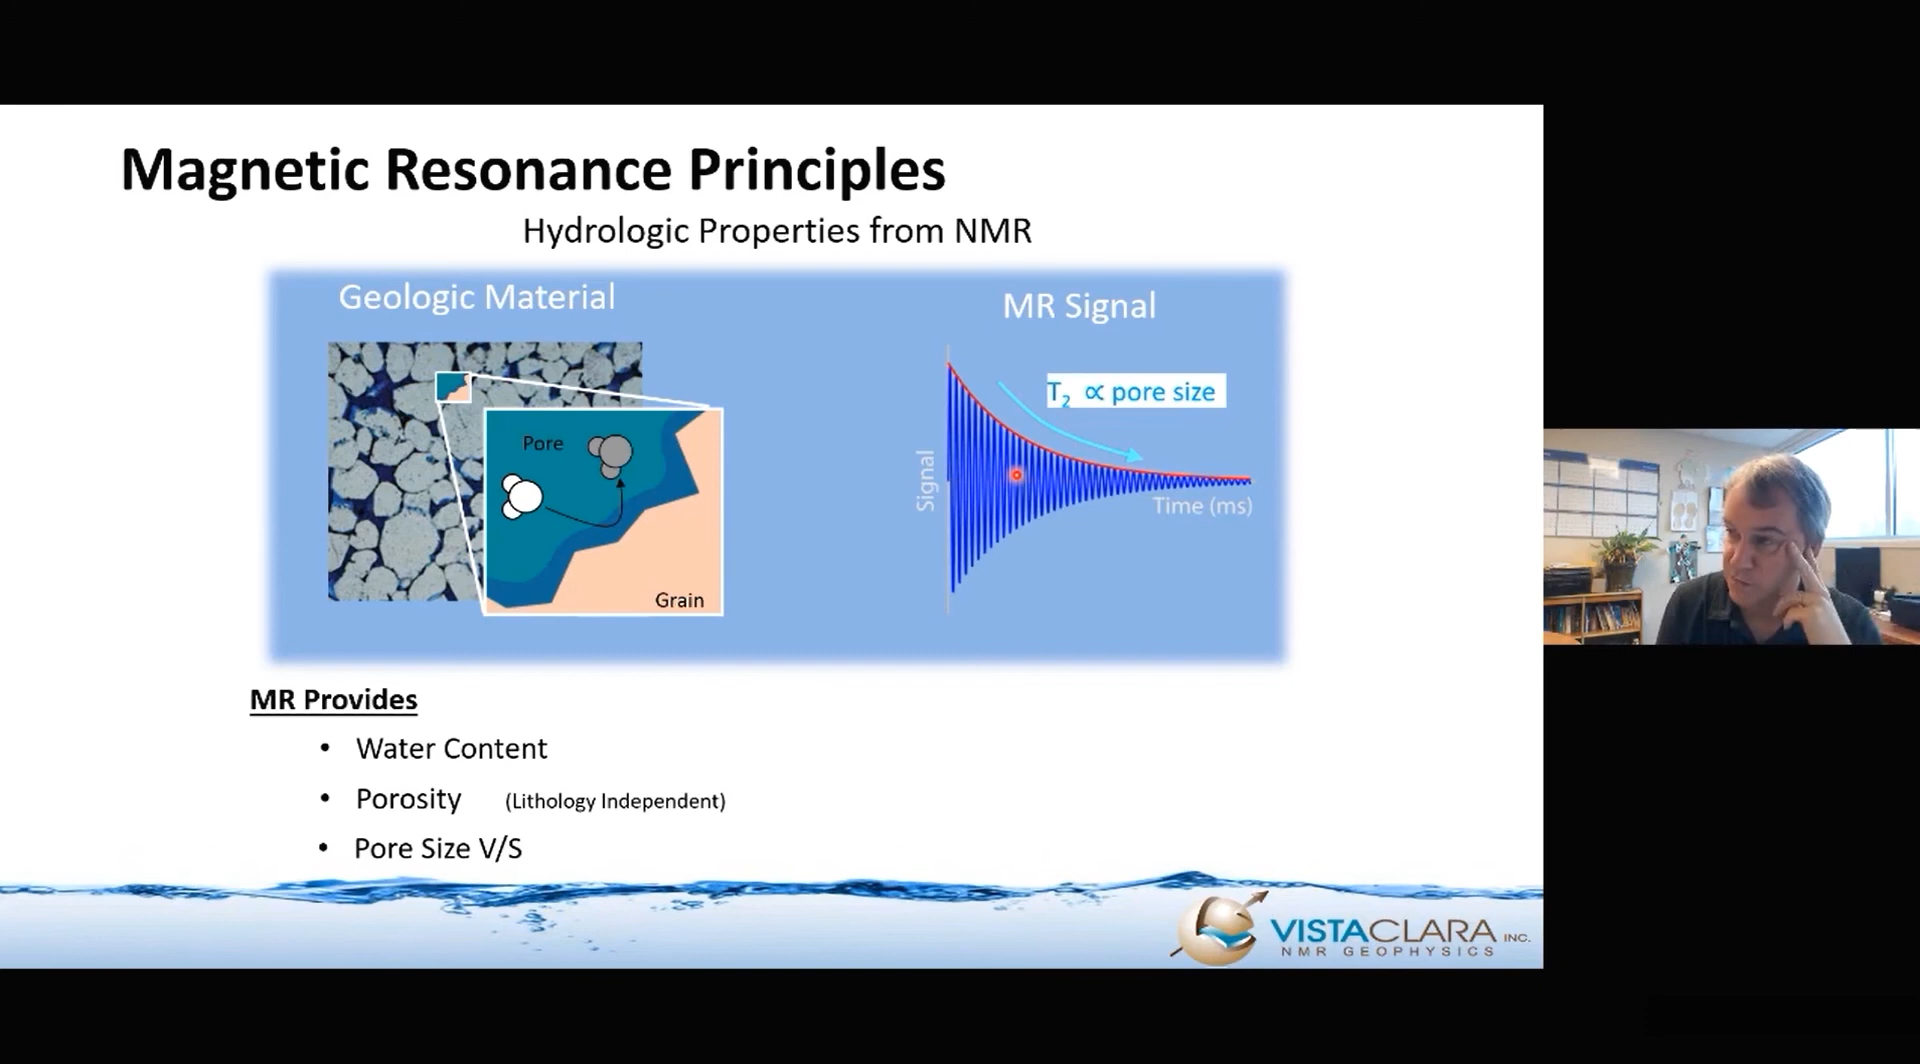 Magnetic Resonance Principles
Hydrologic Properties from NMR
Geologic Material
MR Signal
T₂ ∝ pore size
Pore
Signal
Time (ms)
Grain
MR Provides
• Water Content
• Porosity (Lithology Independent)
• Pore Size V/S
VISTACLARA INC.
NMR GEOPHYSICS